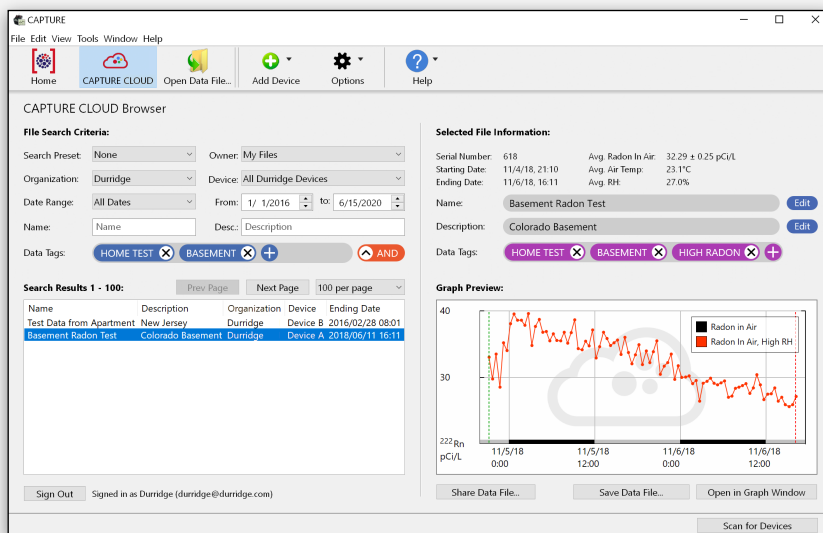 CAPTURE
File Edit View Tools Window Help
Home CAPTURE CLOUD Open Data File... Add Device Options Help
CAPTURE CLOUD Browser
File Search Criteria:
Search Preset: None Owner: My Files
Organization: Durridge Device: All Durridge Devices
Date Range: All Dates From: 1/ 1/2016 to: 6/15/2020
Name: Name Desc.: Description
Data Tags: HOME TEST BASEMENT AND
Search Results 1 - 100: Prev Page Next Page 100 per page
Name Description Organization Device Ending Date
Test Data from Apartment New Jersey Durridge Device B 2016/02/28 08:01
Basement Radon Test Colorado Basement Durridge Device A 2018/06/11 16:11
Sign Out Signed in as Durridge (durridge@durridge.com)
Selected File Information:
Serial Number: 618 Avg. Radon In Air: 32.29 ± 0.25 pCi/L
Starting Date: 11/4/18, 21:10 Avg. Air Temp: 23.1°C
Ending Date: 11/6/18, 16:11 Avg. RH: 27.0%
Name: Basement Radon Test Edit
Description: Colorado Basement Edit
Data Tags: HOME TEST BASEMENT HIGH RADON
Graph Preview:
40
Radon in Air
Radon In Air, High RH
30
222Rn
pCi/L
11/5/18 11/5/18 11/6/18 11/6/18
0:00 12:00 0:00 12:00
Share Data File... Save Data File... Open in Graph Window
Scan for Devices